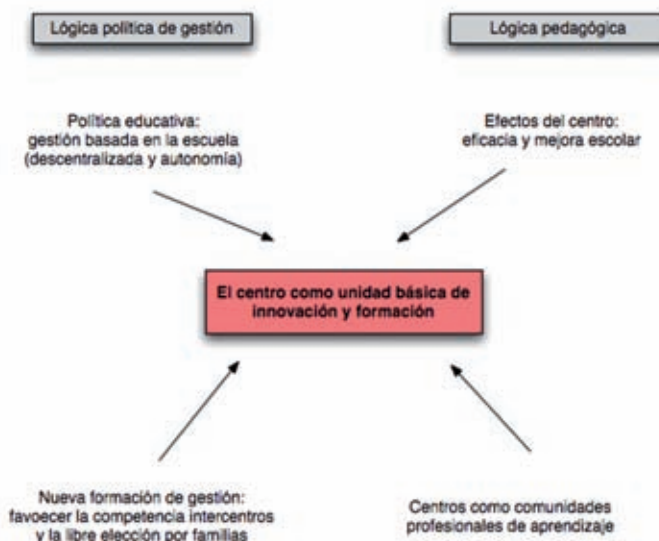 Lógica política de gestión
Lógica pedagógica
Política educativa:
gestión basada en la escuela
(descentralizada y autonomía)
Efectos del centro:
eficacia y mejora escolar
El centro como unidad básica de
innovación y formación
Nueva formación de gestión:
favoecer la competencia intercentros
y la libre elección por familias
Centros como comunidades
profesionales de aprendizaje